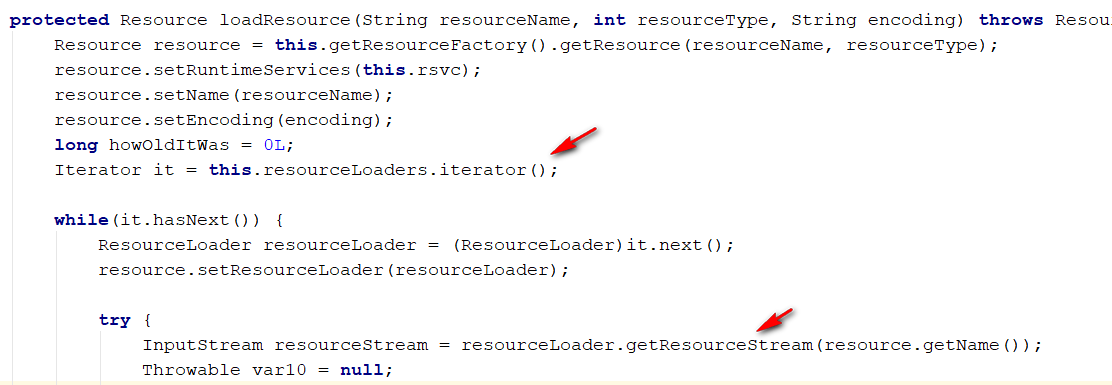 protected Resource loadResource(String resourceName, int resourceType, String encoding) throws
    Resource resource = this.getResourceFactory().getResource(resourceName, resourceType);
    resource.setRuntimeServices(this.rsvc);
    resource.setName(resourceName);
    resource.setEncoding(encoding);
    long howOldItWas = 0L;
    Iterator it = this.resourceLoaders.iterator();
    while(it.hasNext()) {
        ResourceLoader resourceLoader = (ResourceLoader)it.next();
        resource.setResourceLoader(resourceLoader);
        try {
            InputStream resourceStream = resourceLoader.getResourceStream(resource.getName());
            Throwable var10 = null;